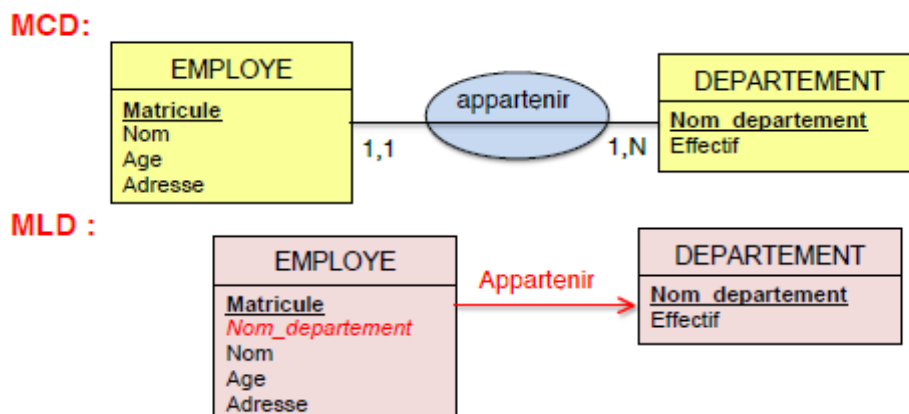 MCD:
EMPLOYE
Matricule
Nom
Age
Adresse
1,1
appartenir
1,N
DEPARTEMENT
Nom_departement
Effectif
MLD :
EMPLOYE
Matricule
Nom_departement
Nom
Age
Adresse
Appartenir
DEPARTEMENT
Nom_departement
Effectif